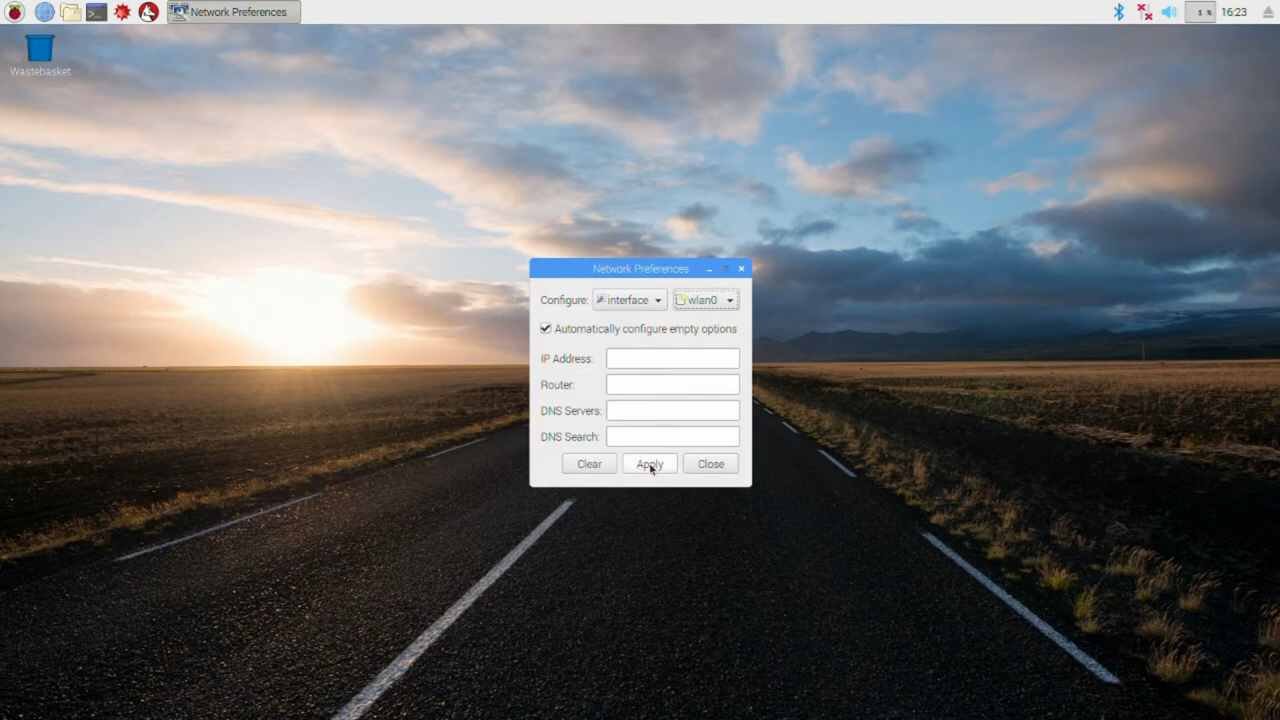 Network Preferences
1 %
16:23
Wastebasket
Network Preferences
Configure: interface wlan0
Automatically configure empty options
IP Address:
Router:
DNS Servers:
DNS Search:
Clear Apply Close